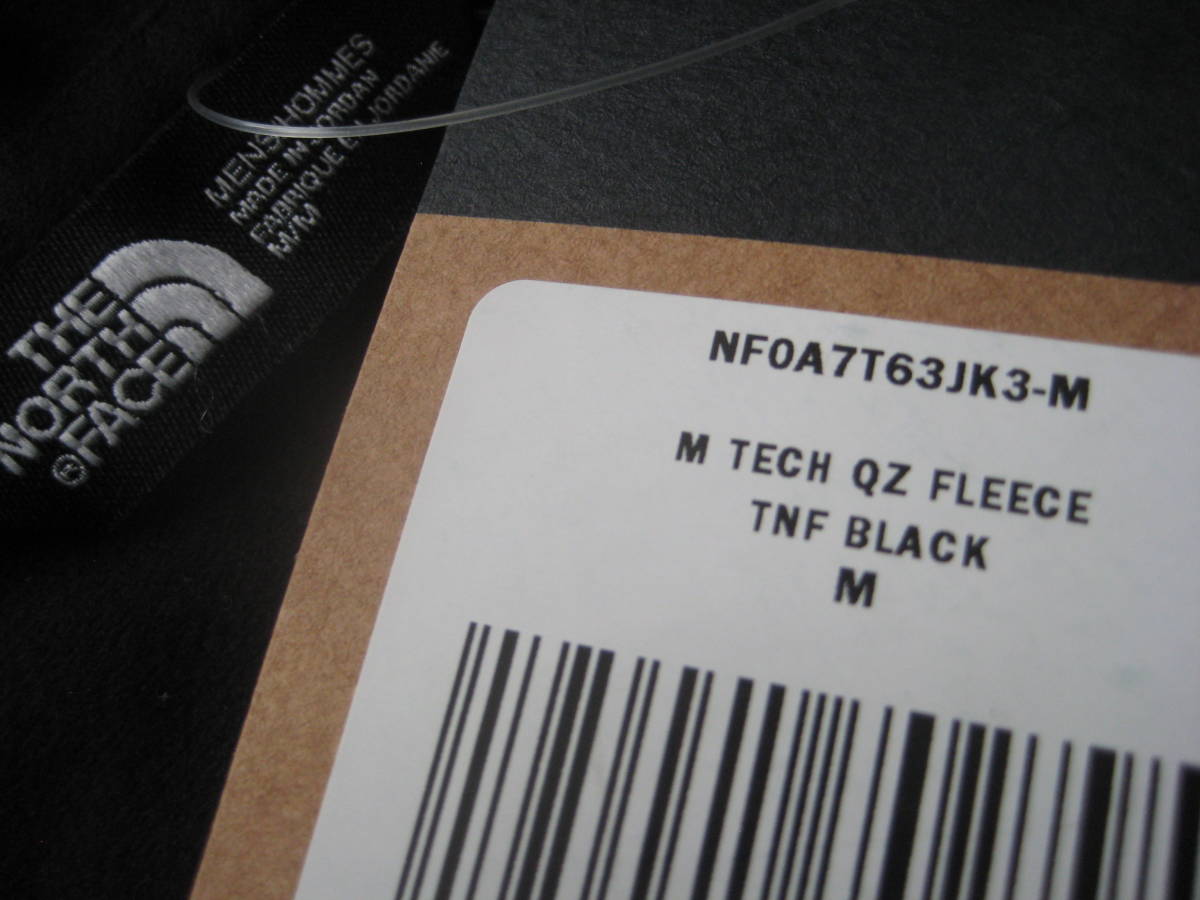 MENS/HOMMES
MADE IN JORDAN
FABRIQUE EN JORDANIE
M/M
THE
NORTH
FACE
®
NF0A7T63JK3-M
M TECH QZ FLEECE
TNF BLACK
M